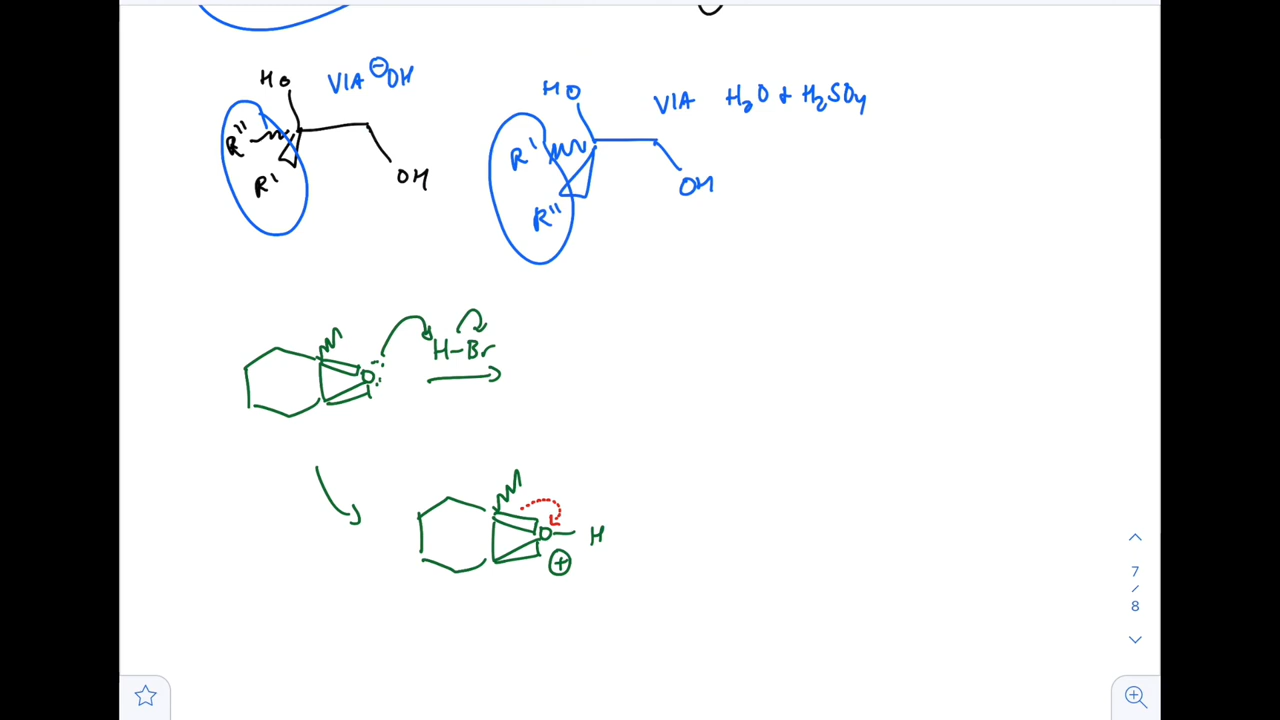 HO VIA ⊖OH
R" R' OH
HO VIA H₂O + H₂SO₄
R' R" OH
O: H-Br
O-H
⊕
7
/
8